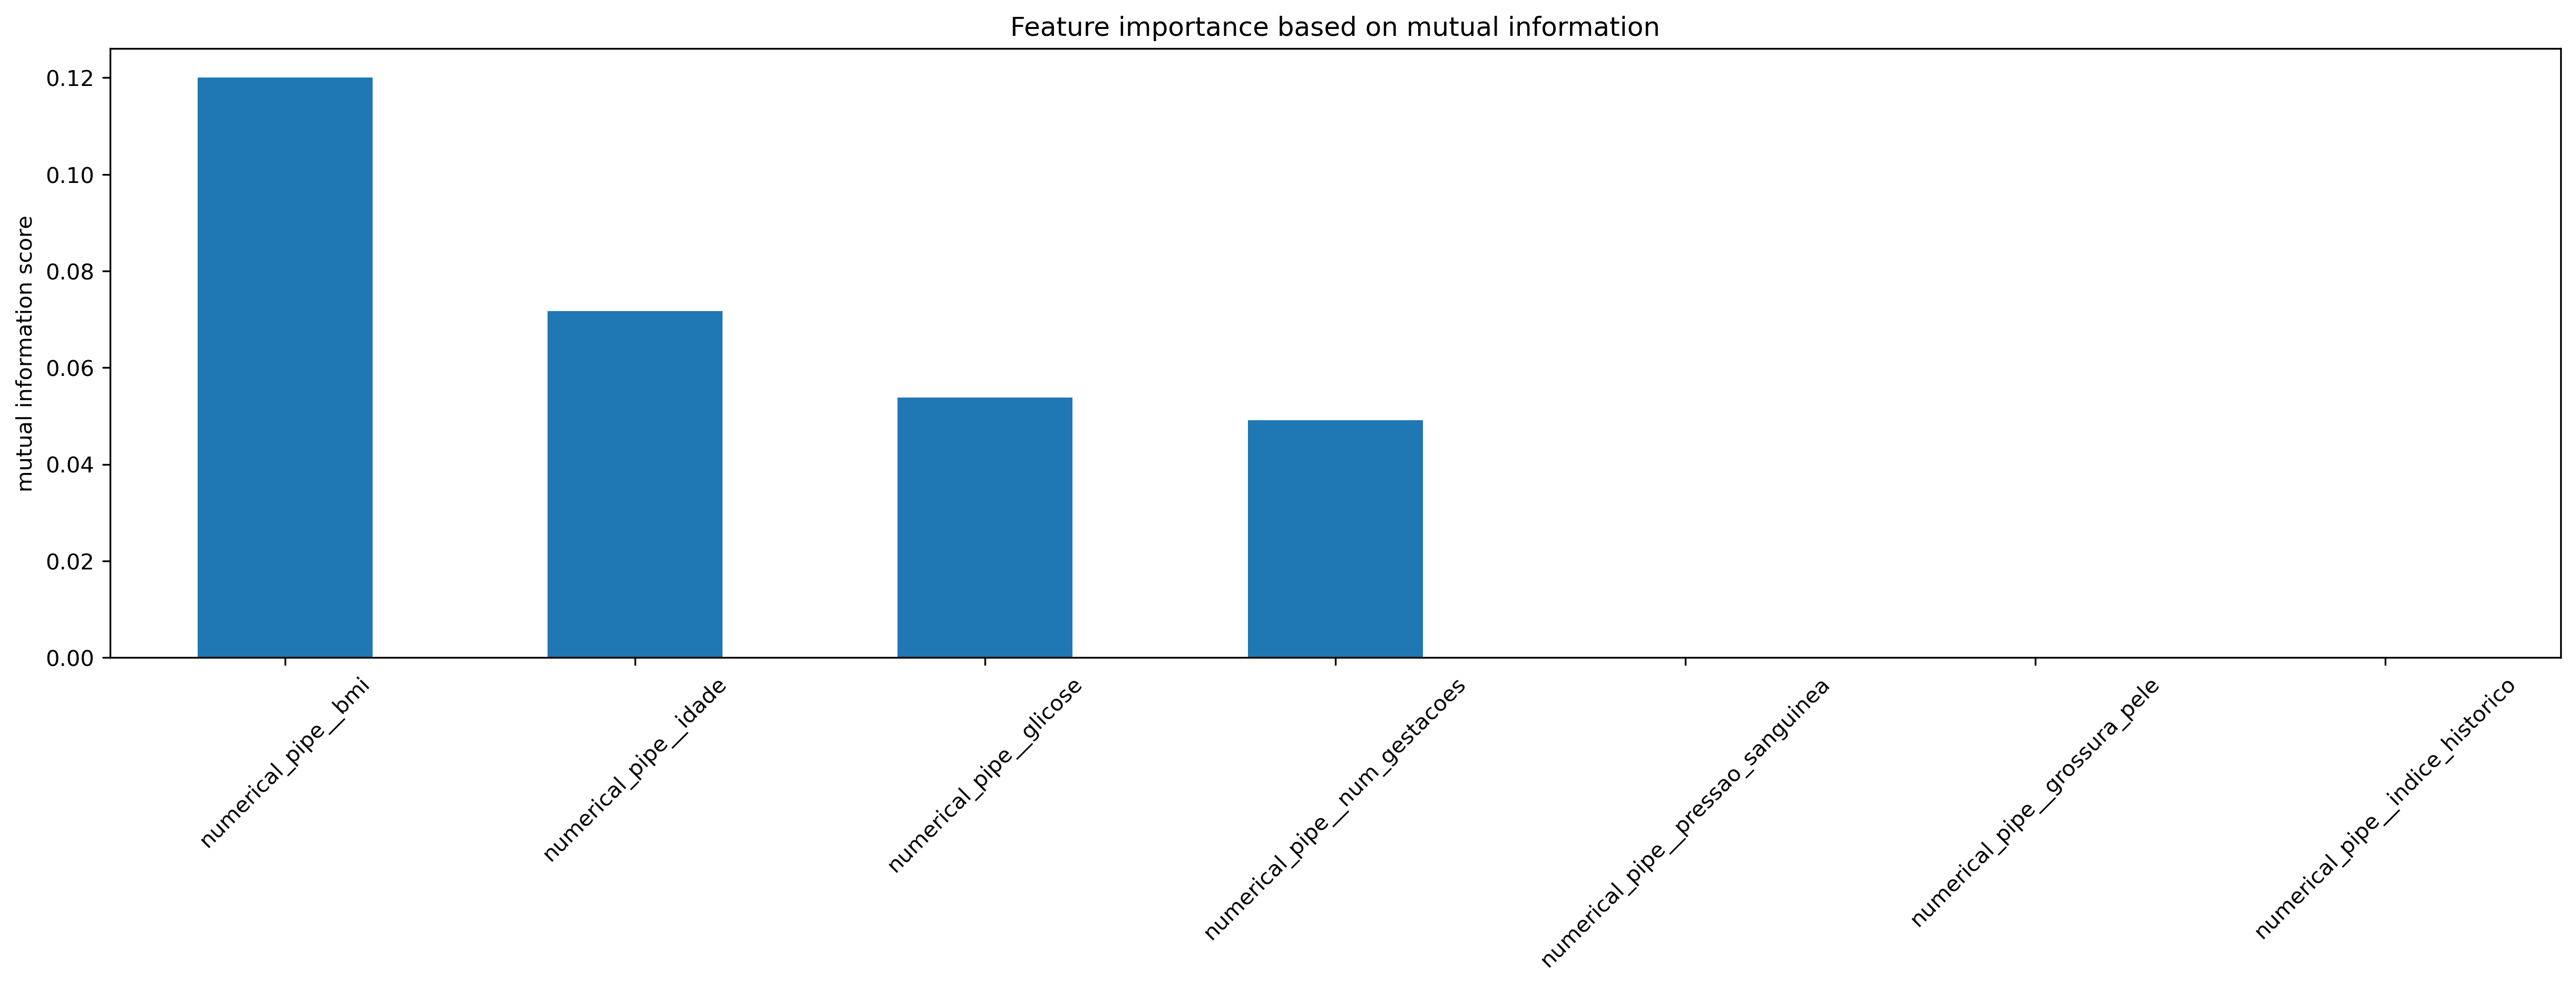 Feature importance based on mutual information
mutual information score
0.12
0.10
0.08
0.06
0.04
0.02
0.00
numerical_pipe__bmi
numerical_pipe__idade
numerical_pipe__glicose
numerical_pipe__num_gestacoes
numerical_pipe__pressao_sanguinea
numerical_pipe__grossura_pele
numerical_pipe__indice_historico